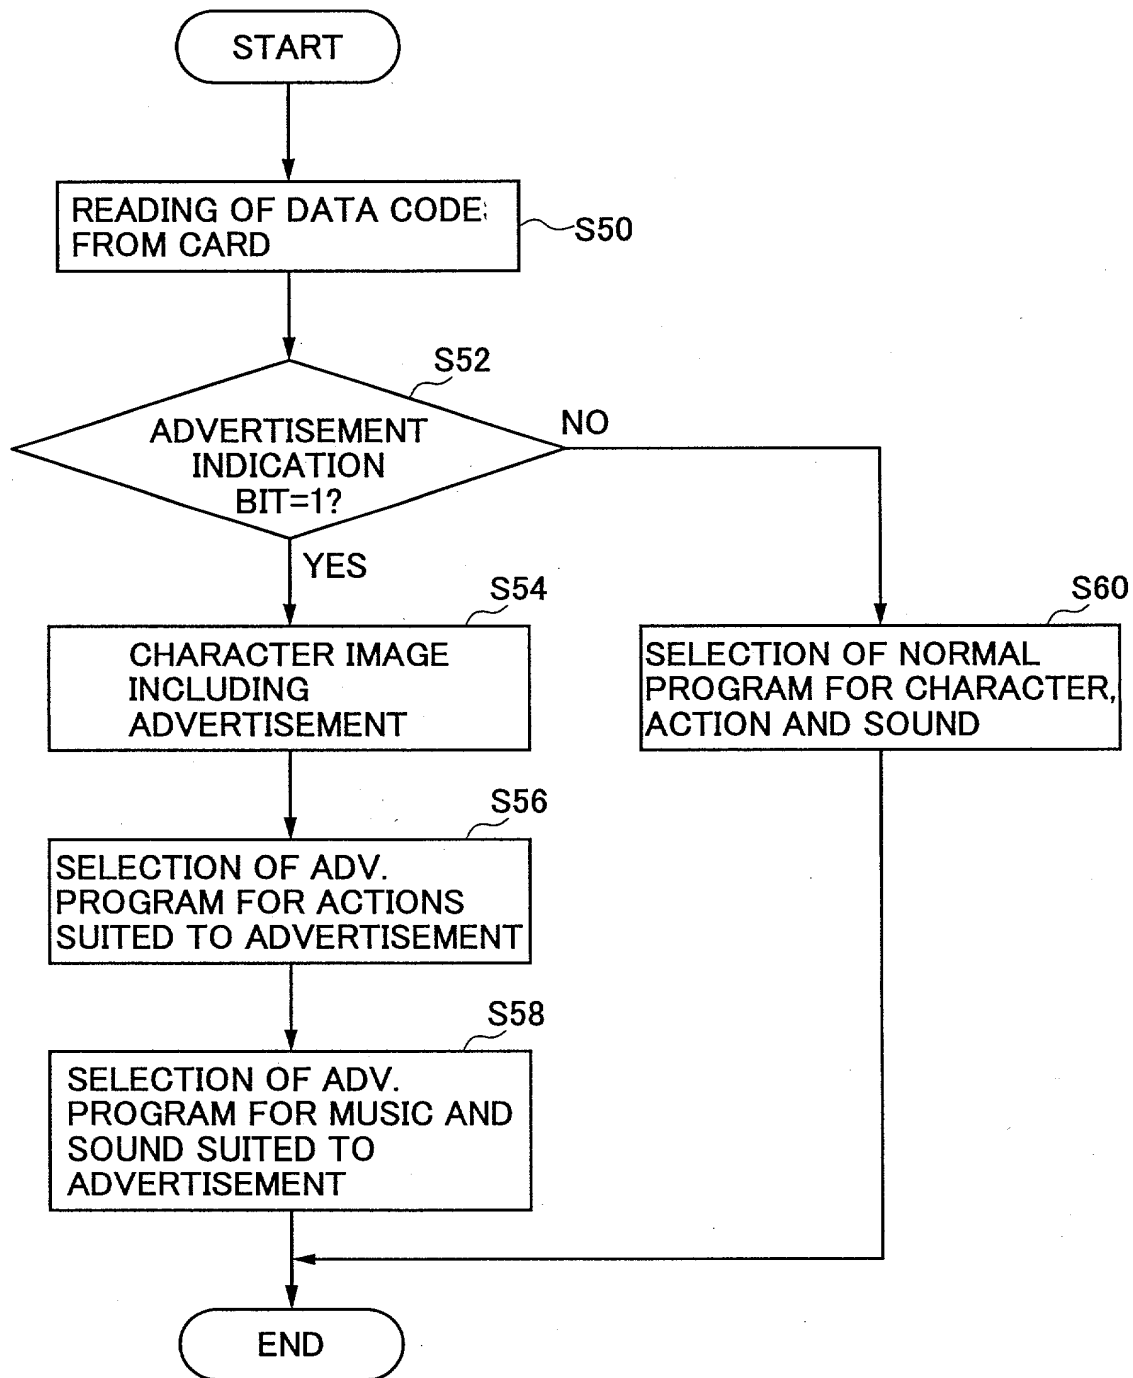 START
READING OF DATA CODE
FROM CARD
S50
S52
ADVERTISEMENT
INDICATION
BIT=1?
NO
YES
S54
CHARACTER IMAGE
INCLUDING
ADVERTISEMENT
S60
SELECTION OF NORMAL
PROGRAM FOR CHARACTER,
ACTION AND SOUND
S56
SELECTION OF ADV.
PROGRAM FOR ACTIONS
SUITED TO ADVERTISEMENT
S58
SELECTION OF ADV.
PROGRAM FOR MUSIC AND
SOUND SUITED TO
ADVERTISEMENT
END